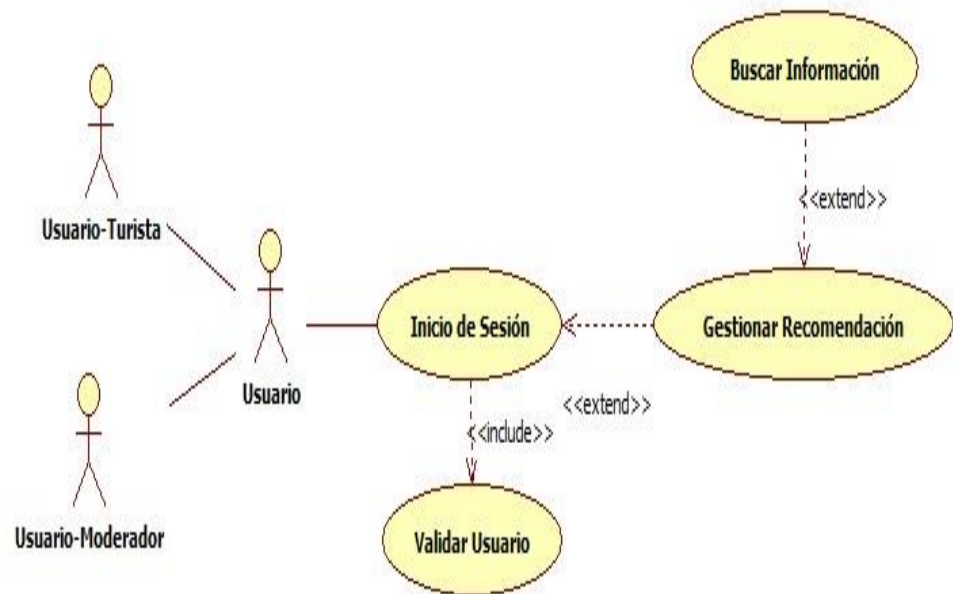 Buscar Información
<<extend>>
Usuario-Turista
Inicio de Sesión
Gestionar Recomendación
Usuario
<<extend>>
<<include>>
Usuario-Moderador
Validar Usuario